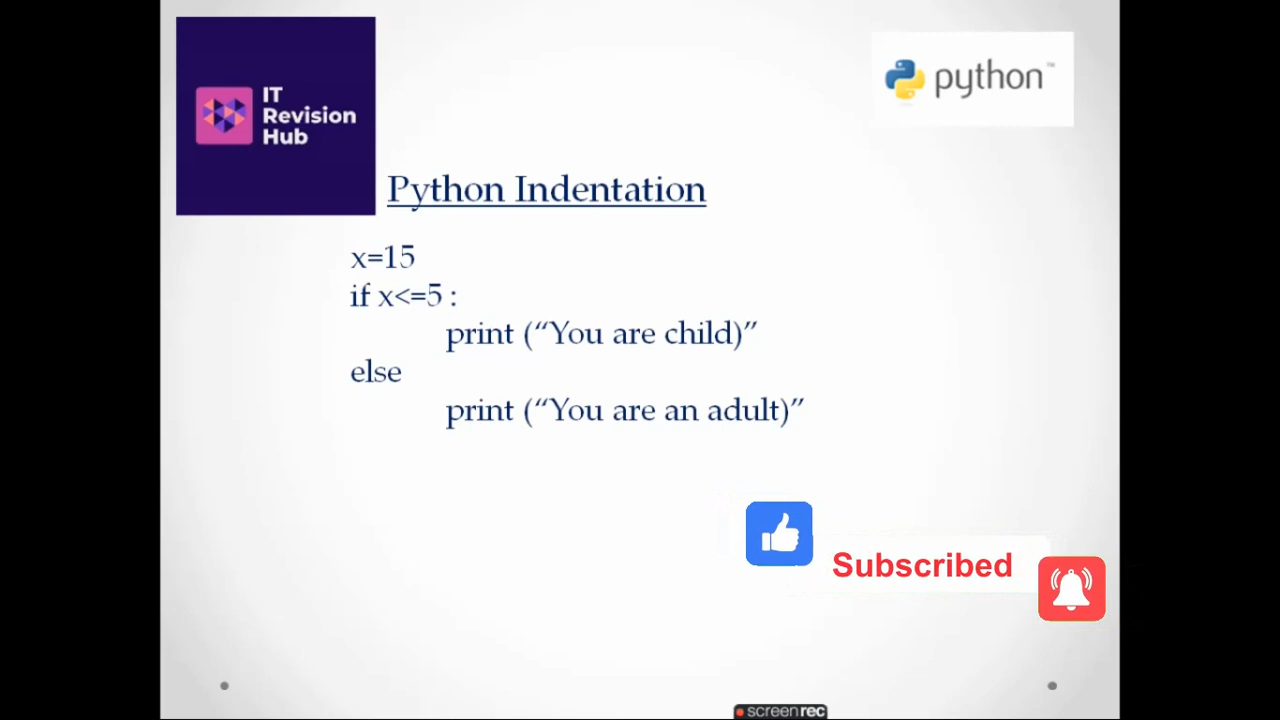 IT
Revision
Hub
python™
Python Indentation
x=15
if x<=5 :
print (“You are child)”
else
print (“You are an adult)”
Subscribed
screenrec